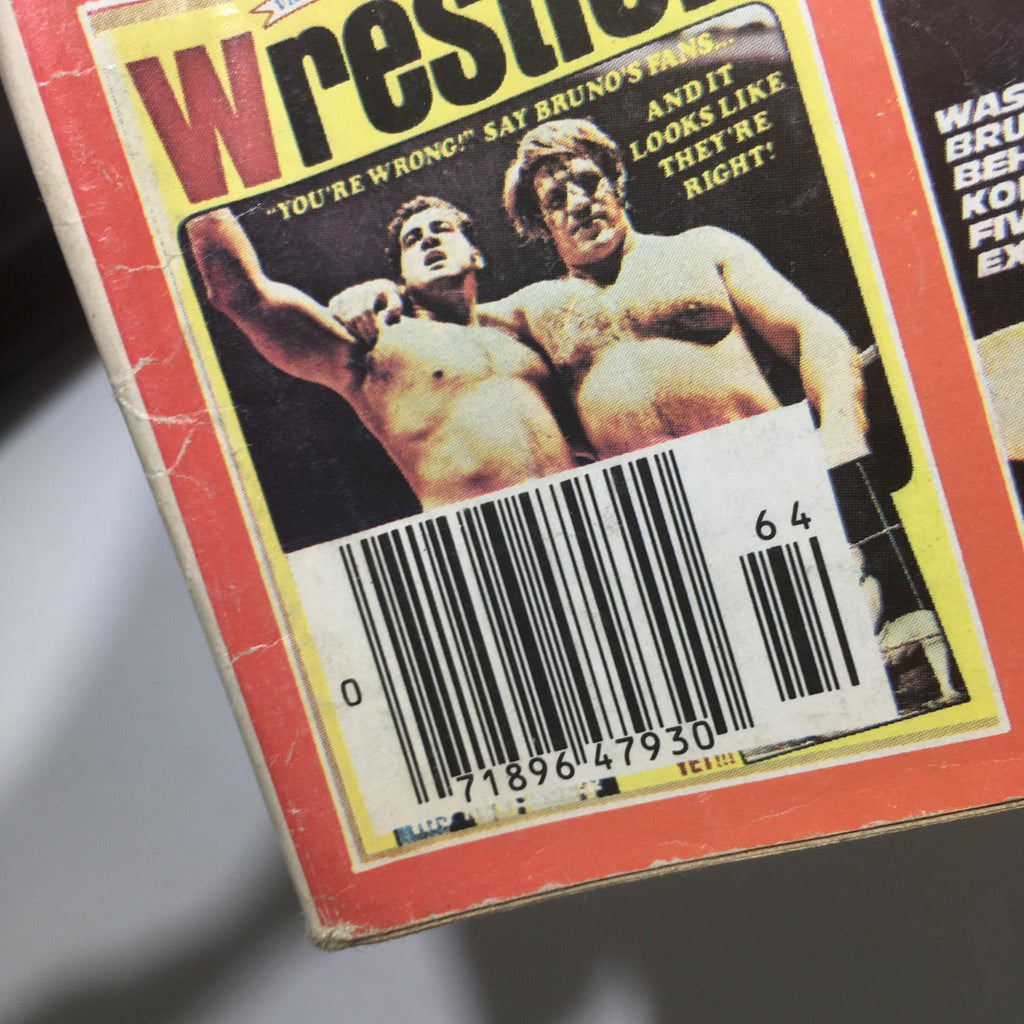 wrestle
"YOU'RE WRONG!" SAY BRUNO'S FANS...
AND IT
LOOKS LIKE
THEY'RE
RIGHT!
WAS
BRU
BEH
KO
FIV
EX
64
0
71896 47930